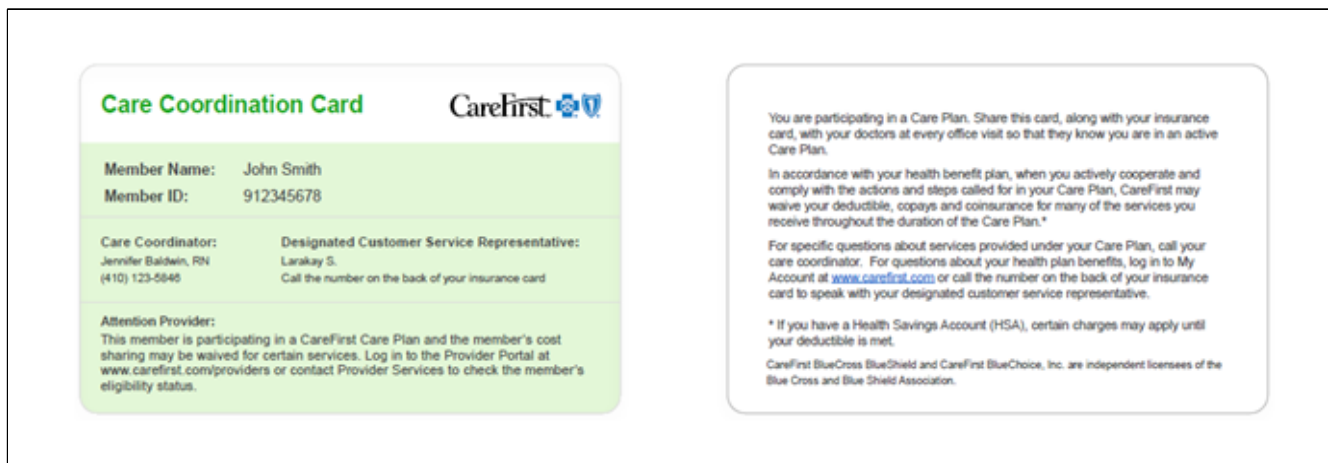 Care Coordination Card
CareFirst
Member Name: John Smith
Member ID: 912345678
Care Coordinator:
Jennifer Baldwin, RN
(410) 123-5846
Designated Customer Service Representative:
Larakay S.
Call the number on the back of your insurance card
Attention Provider:
This member is participating in a CareFirst Care Plan and the member's cost
sharing may be waived for certain services. Log in to the Provider Portal at
www.carefirst.com/providers or contact Provider Services to check the member's
eligibility status.
You are participating in a Care Plan. Share this card, along with your insurance
card, with your doctors at every office visit so that they know you are in an active
Care Plan.
In accordance with your health benefit plan, when you actively cooperate and
comply with the actions and steps called for in your Care Plan, CareFirst may
waive your deductible, copays and coinsurance for many of the services you
receive throughout the duration of the Care Plan.*
For specific questions about services provided under your Care Plan, call your
care coordinator. For questions about your health plan benefits, log in to My
Account at www.carefirst.com or call the number on the back of your insurance
card to speak with your designated customer service representative.
* If you have a Health Savings Account (HSA), certain charges may apply until
your deductible is met.
CareFirst BlueCross BlueShield and CareFirst BlueChoice, Inc. are independent licensees of the
Blue Cross and Blue Shield Association.